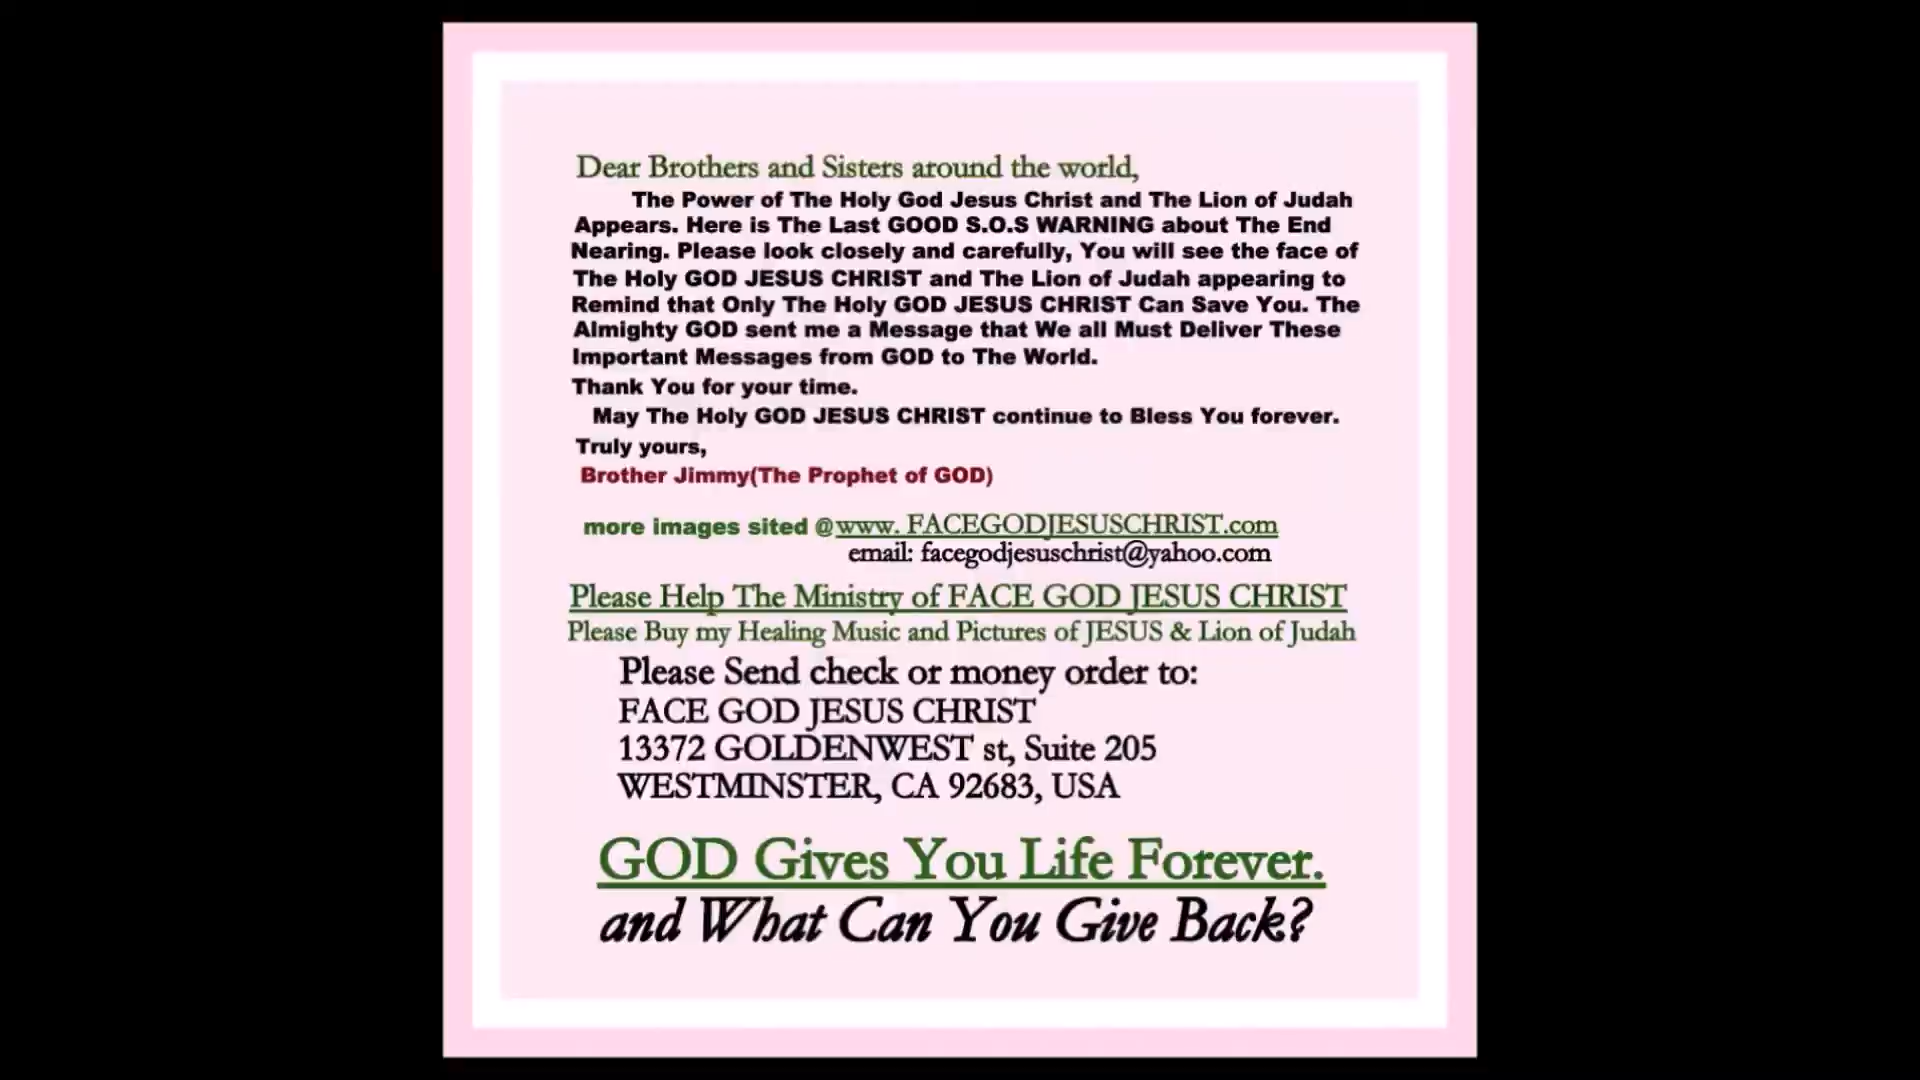 Dear Brothers and Sisters around the world,
The Power of The Holy God Jesus Christ and The Lion of Judah
Appears. Here is The Last GOOD S.O.S WARNING about The End
Nearing. Please look closely and carefully, You will see the face of
The Holy GOD JESUS CHRIST and The Lion of Judah appearing to
Remind that Only The Holy GOD JESUS CHRIST Can Save You. The
Almighty GOD sent me a Message that We all Must Deliver These
Important Messages from GOD to The World.
Thank You for your time.
May The Holy GOD JESUS CHRIST continue to Bless You forever.
Truly yours,
Brother Jimmy(The Prophet of GOD)
more images sited @www. FACEGODJESUSCHRIST.com
email: facegodjesuschrist@yahoo.com
Please Help The Ministry of FACE GOD JESUS CHRIST
Please Buy my Healing Music and Pictures of JESUS & Lion of Judah
Please Send check or money order to:
FACE GOD JESUS CHRIST
13372 GOLDENWEST st, Suite 205
WESTMINSTER, CA 92683, USA
GOD Gives You Life Forever.
and What Can You Give Back?